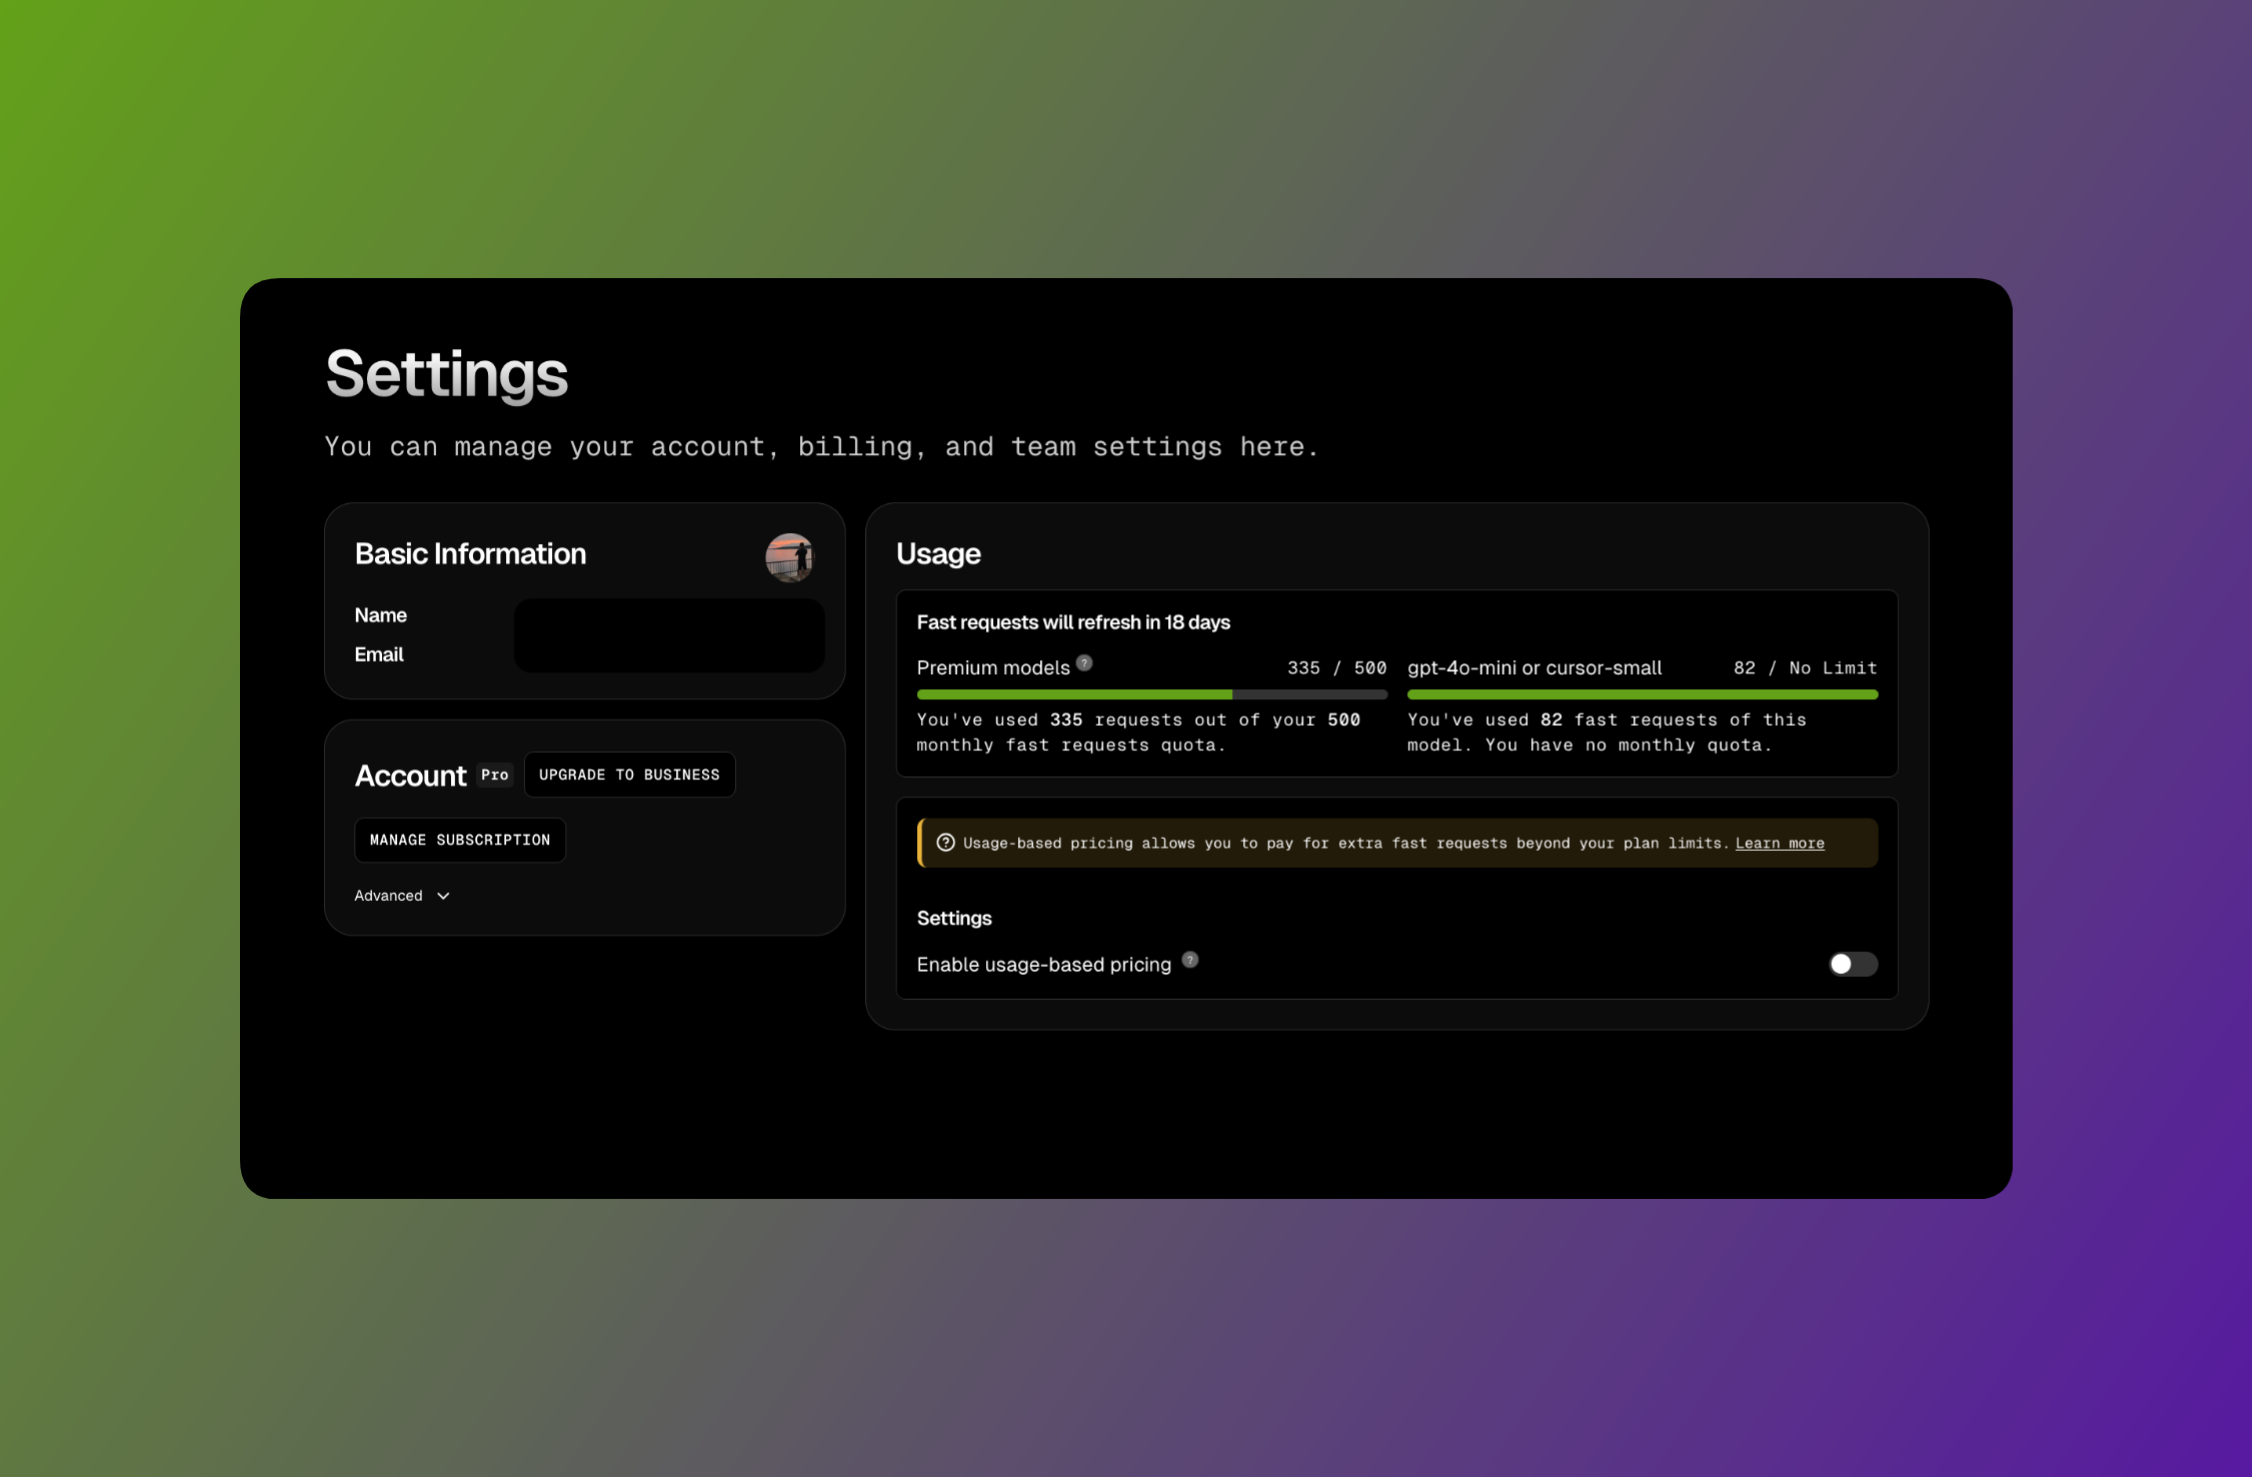 Settings
You can manage your account, billing, and team settings here.
Basic Information
Name
Email
Account Pro UPGRADE TO BUSINESS
MANAGE SUBSCRIPTION
Advanced
Usage
Fast requests will refresh in 18 days
Premium models ? 335 / 500
You've used 335 requests out of your 500
monthly fast requests quota.
gpt-4o-mini or cursor-small 82 / No Limit
You've used 82 fast requests of this
model. You have no monthly quota.
? Usage-based pricing allows you to pay for extra fast requests beyond your plan limits. Learn more
Settings
Enable usage-based pricing ?